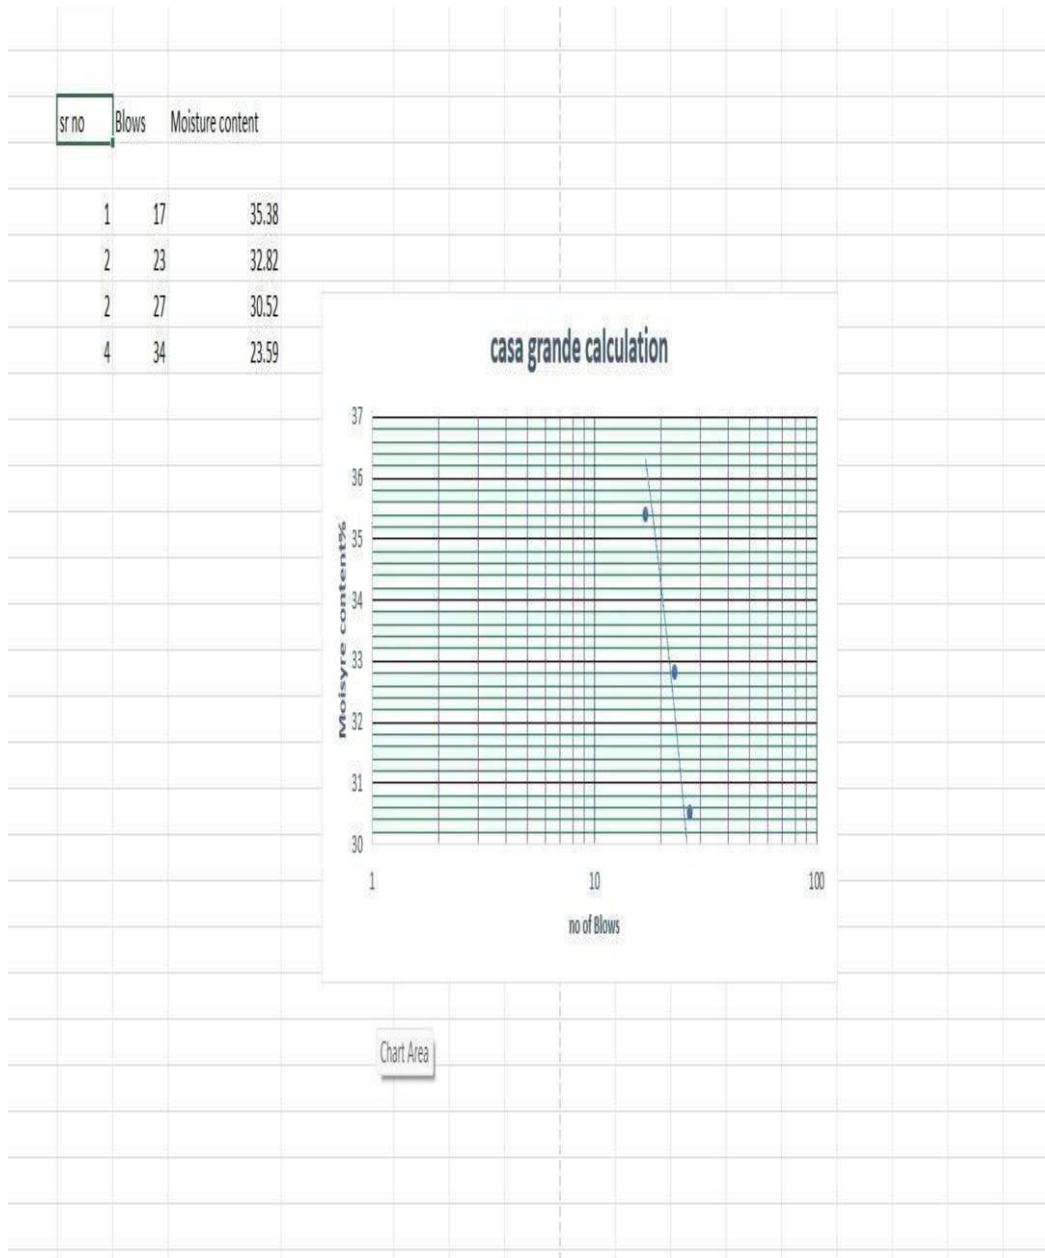 sr no Blows Moisture content
1 17 35.38
2 23 32.82
2 27 30.52
4 34 23.59
casa grande calculation
37
36
35
34
33
32
31
30
Moisyre content%
1 10 100
no of Blows
Chart Area